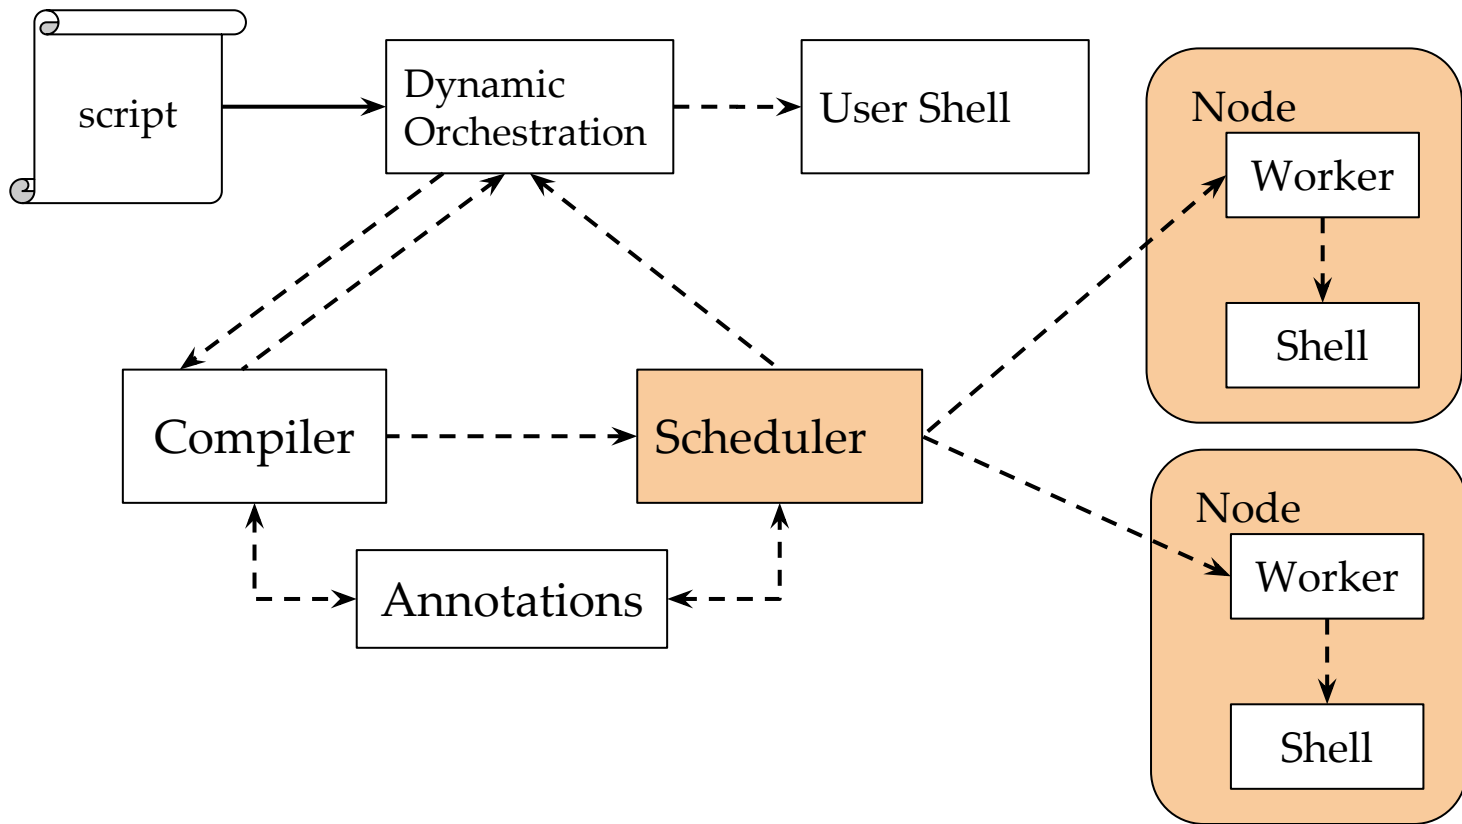 script
Dynamic
Orchestration
User Shell
Node
Worker
Shell
Compiler
Scheduler
Annotations
Node
Worker
Shell